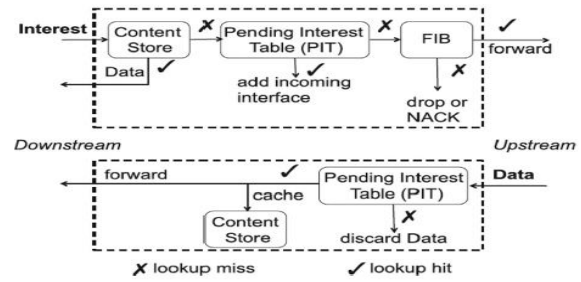 Interest
Content
Store
Pending Interest
Table (PIT)
FIB
forward
Data
add incoming
interface
drop or
NACK
Downstream
Upstream
forward
cache
Pending Interest
Table (PIT)
Data
Content
Store
discard Data
✗ lookup miss
✓ lookup hit